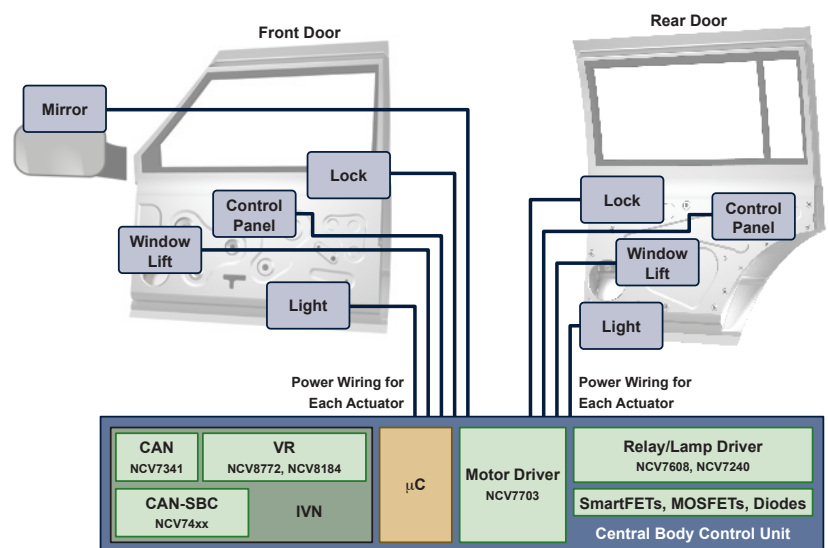 Front Door
Rear Door
Mirror
Lock
Control
Panel
Window
Lift
Light
Lock
Control
Panel
Window
Lift
Light
Power Wiring for
Each Actuator
Power Wiring for
Each Actuator
CAN
NCV7341
VR
NCV8772, NCV8184
CAN-SBC
NCV74xx
IVN
μC
Motor Driver
NCV7703
Relay/Lamp Driver
NCV7608, NCV7240
SmartFETs, MOSFETs, Diodes
Central Body Control Unit